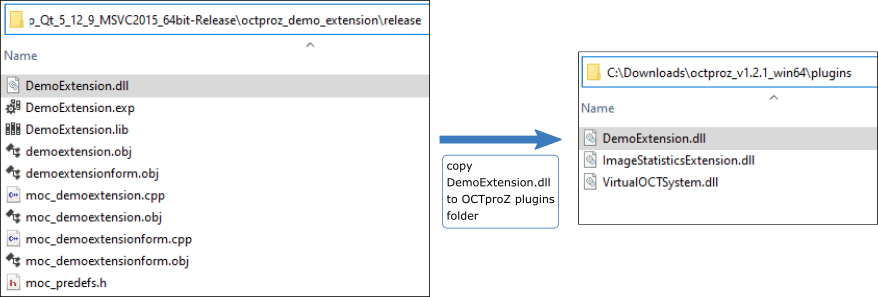 p_Qt_5_12_9_MSVC2015_64bit-Release\octproz_demo_extension\release
Name
DemoExtension.dll
DemoExtension.exp
DemoExtension.lib
demoextension.obj
demoextensionform.obj
moc_demoextension.cpp
moc_demoextension.obj
moc_demoextensionform.cpp
moc_demoextensionform.obj
moc_predefs.h
copy
DemoExtension.dll
to OCTproZ plugins
folder
C:\Downloads\octproz_v1.2.1_win64\plugins
Name
DemoExtension.dll
ImageStatisticsExtension.dll
VirtualOCTSystem.dll